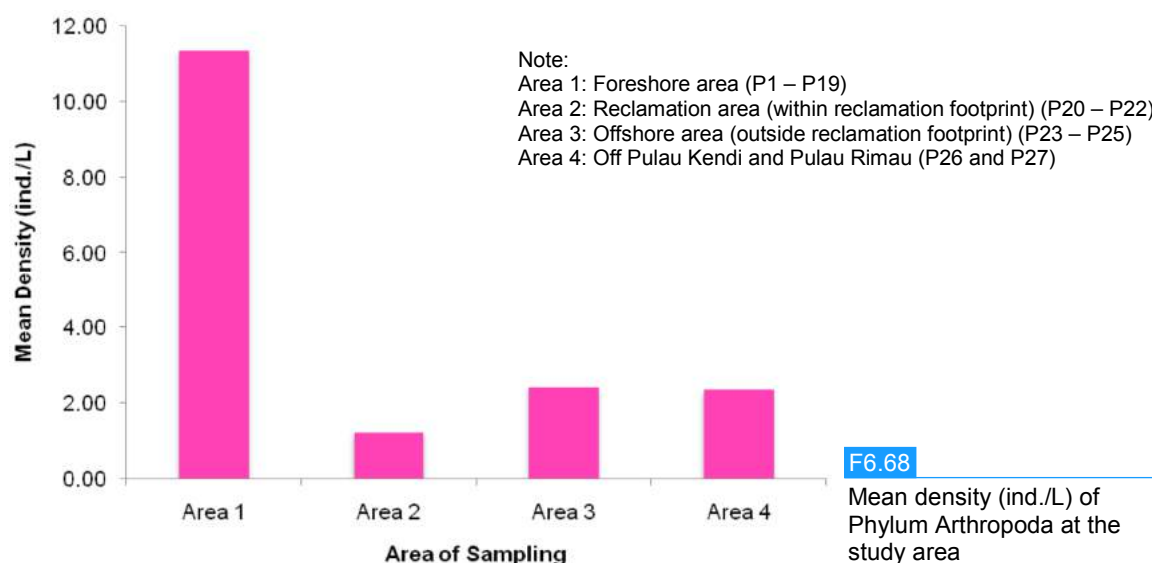 12.00
10.00
8.00
6.00
4.00
2.00
0.00
Mean Density (ind./L)
Area 1
Area 2
Area 3
Area 4
Area of Sampling
Note:
Area 1: Foreshore area (P1 – P19)
Area 2: Reclamation area (within reclamation footprint) (P20 – P22)
Area 3: Offshore area (outside reclamation footprint) (P23 – P25)
Area 4: Off Pulau Kendi and Pulau Rimau (P26 and P27)
F6.68
Mean density (ind./L) of
Phylum Arthropoda at the
study area